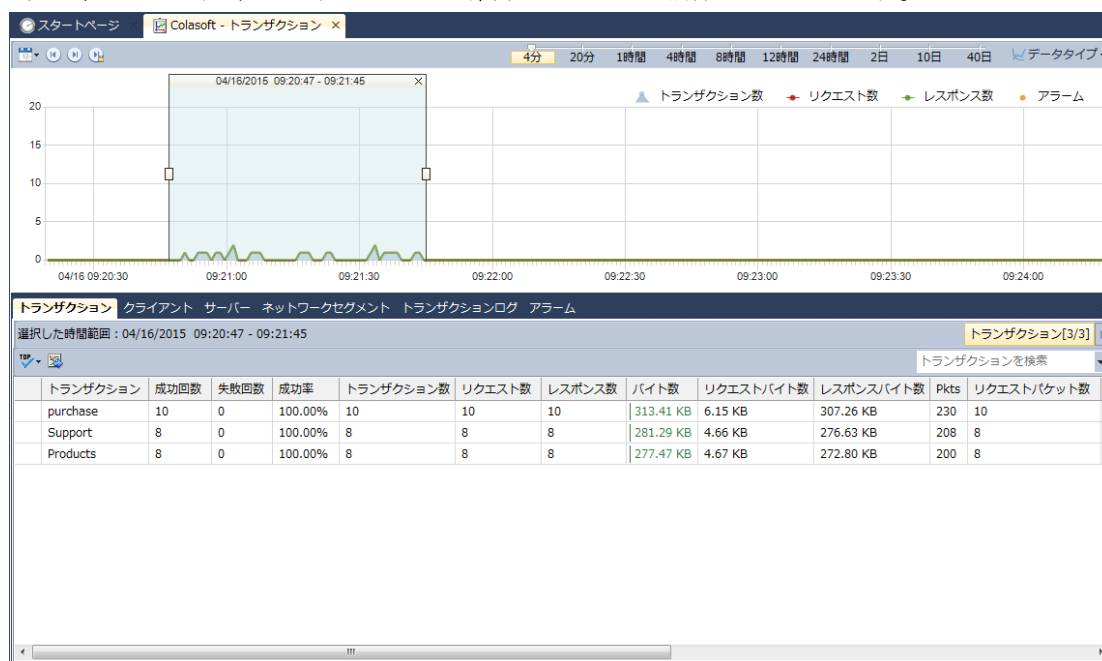 スタートページ × Colasoft - トランザクション ×
4分 20分 1時間 4時間 8時間 12時間 24時間 2日 10日 40日 データタイプ
04/16/2015 09:20:47 - 09:21:45 ×
トランザクション数 リクエスト数 レスポンス数 アラーム
20
15
10
5
0
04/16 09:20:30 09:21:00 09:21:30 09:22:00 09:22:30 09:23:00 09:23:30 09:24:00
トランザクション クライアント サーバー ネットワークセグメント トランザクションログ アラーム
選択した時間範囲：04/16/2015 09:20:47 - 09:21:45 トランザクション[3/3]
TOP トランザクションを検索
トランザクション 成功回数 失敗回数 成功率 トランザクション数 リクエスト数 レスポンス数 バイト数 リクエストバイト数 レスポンスバイト数 Pkts リクエストパケット数
purchase 10 0 100.00% 10 10 10 313.41 KB 6.15 KB 307.26 KB 230 10
Support 8 0 100.00% 8 8 8 281.29 KB 4.66 KB 276.63 KB 208 8
Products 8 0 100.00% 8 8 8 277.47 KB 4.67 KB 272.80 KB 200 8